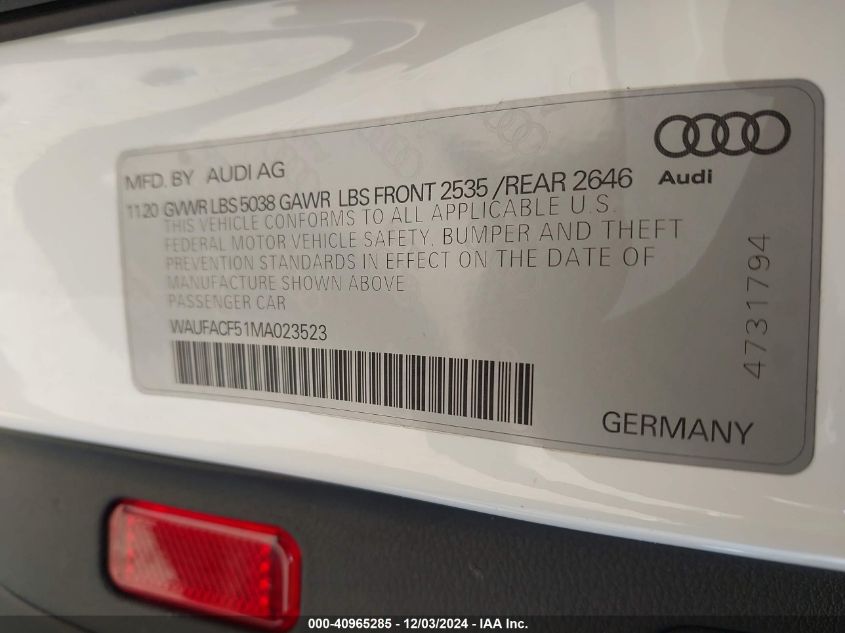 MFD. BY AUDI AG
Audi
1120 GVWR LBS 5038 GAWR LBS FRONT 2535 /REAR 2646
THIS VEHICLE CONFORMS TO ALL APPLICABLE U.S.
FEDERAL MOTOR VEHICLE SAFETY, BUMPER AND THEFT
PREVENTION STANDARDS IN EFFECT ON THE DATE OF
MANUFACTURE SHOWN ABOVE
PASSENGER CAR
WAUFACF51MA023523
4731794
GERMANY
000-40965285 - 12/03/2024 - IAA Inc.